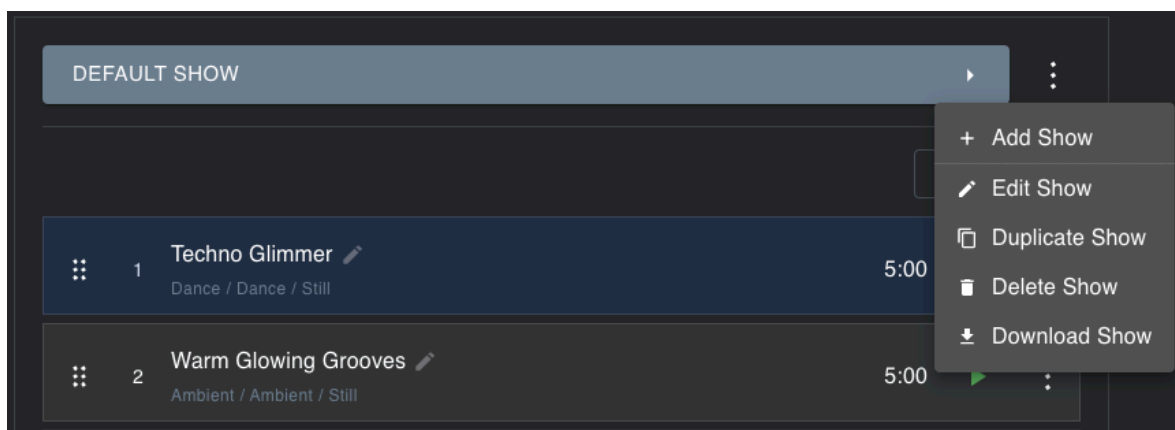 DEFAULT SHOW
Add Show
Edit Show
Duplicate Show
Delete Show
Download Show
1
Techno Glimmer
5:00
Dance / Dance / Still
2
Warm Glowing Grooves
5:00
Ambient / Ambient / Still